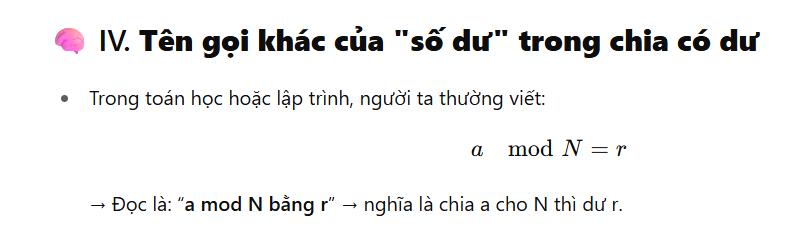 🧠 IV. Tên gọi khác của "số dư" trong chia có dư
• Trong toán học hoặc lập trình, người ta thường viết:
a mod N = r
→ Đọc là: “a mod N bằng r” → nghĩa là chia a cho N thì dư r.